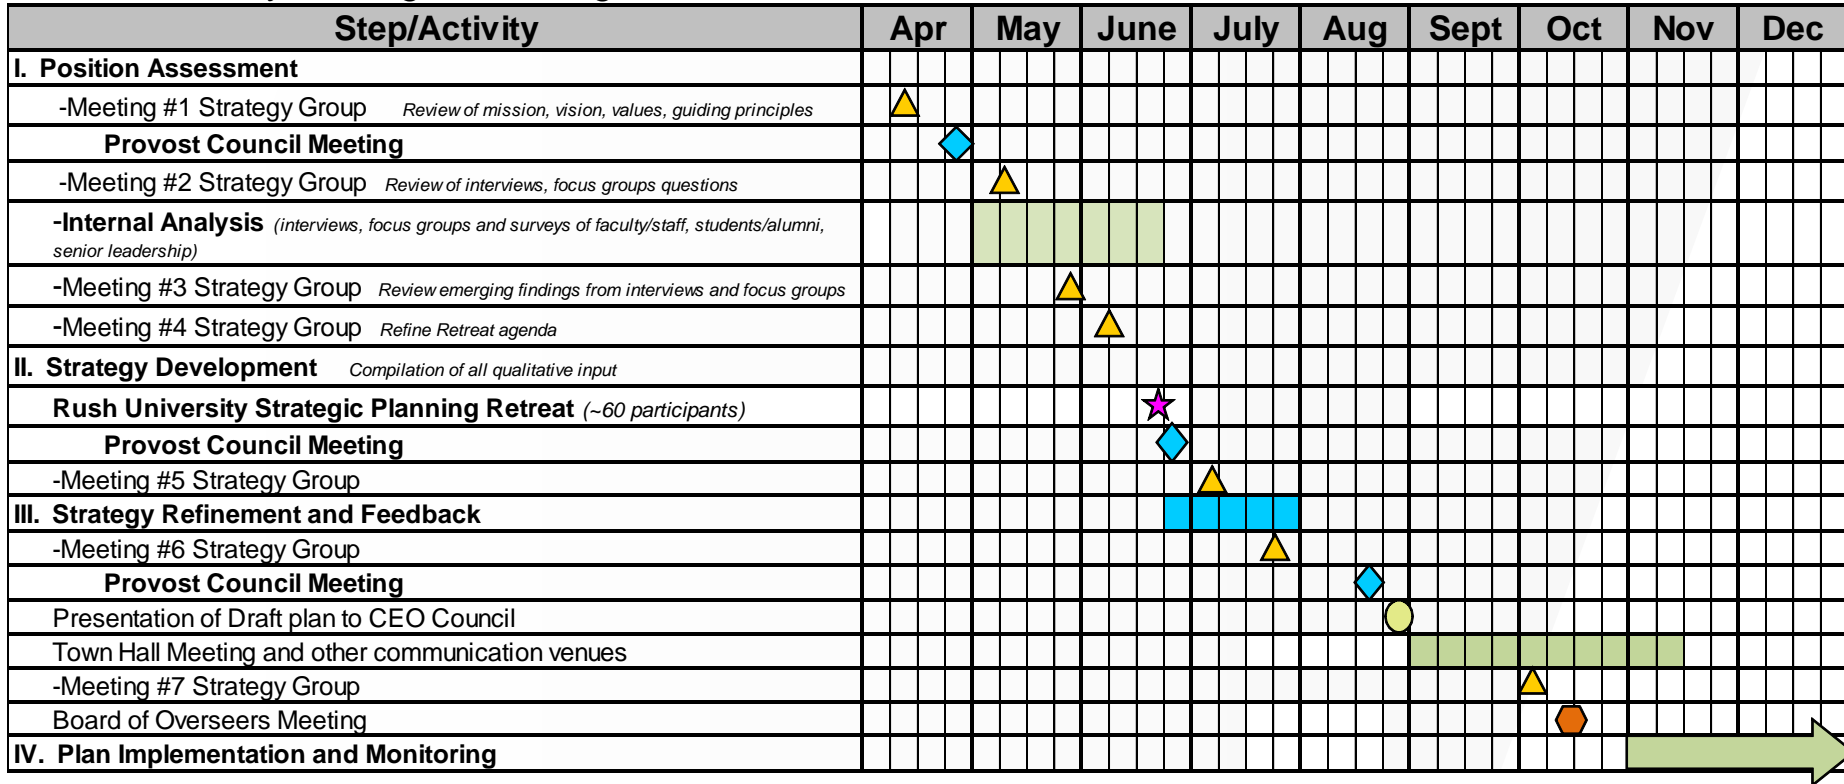 Step/Activity Apr May June July Aug Sept Oct Nov Dec
I. Position Assessment
-Meeting #1 Strategy Group Review of mission, vision, values, guiding principles
Provost Council Meeting
-Meeting #2 Strategy Group Review of interviews, focus groups questions
-Internal Analysis (interviews, focus groups and surveys of faculty/staff, students/alumni,
senior leadership)
-Meeting #3 Strategy Group Review emerging findings from interviews and focus groups
-Meeting #4 Strategy Group Refine Retreat agenda
II. Strategy Development Compilation of all qualitative input
Rush University Strategic Planning Retreat (~60 participants)
Provost Council Meeting
-Meeting #5 Strategy Group
III. Strategy Refinement and Feedback
-Meeting #6 Strategy Group
Provost Council Meeting
Presentation of Draft plan to CEO Council
Town Hall Meeting and other communication venues
-Meeting #7 Strategy Group
Board of Overseers Meeting
IV. Plan Implementation and Monitoring